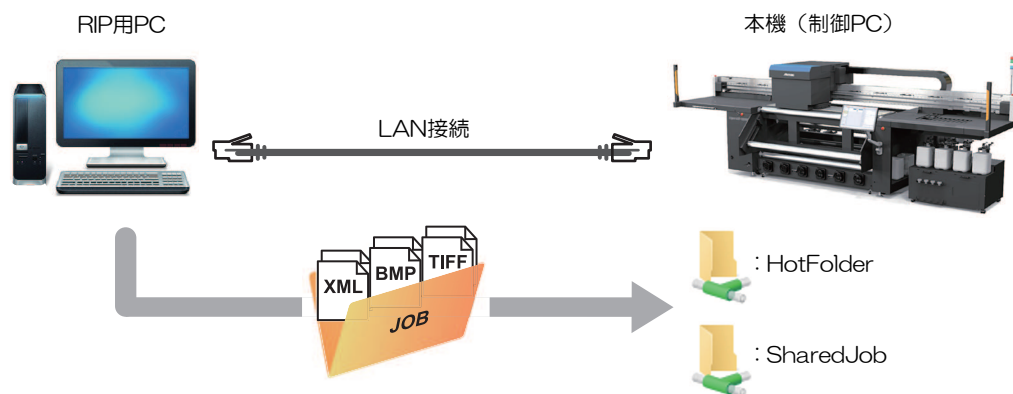 RIP用PC
本機（制御PC）
LAN接続
XML
BMP
TIFF
JOB
：HotFolder
：SharedJob